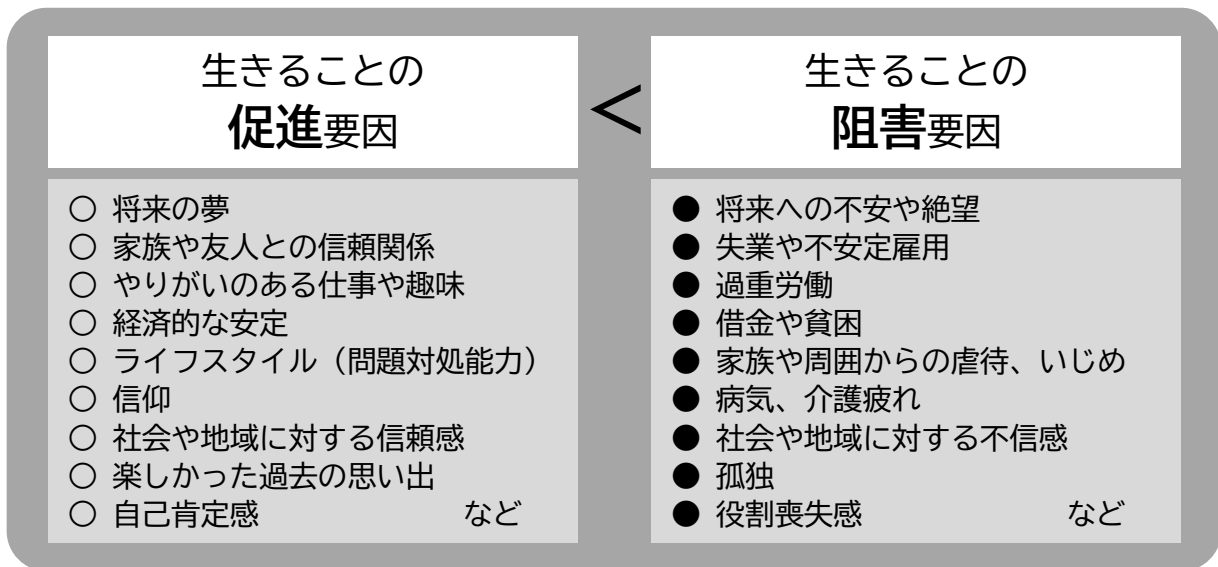 生きることの
促進要因
<
生きることの
阻害要因
○ 将来の夢
○ 家族や友人との信頼関係
○ やりがいのある仕事や趣味
○ 経済的な安定
○ ライフスタイル（問題対処能力）
○ 信仰
○ 社会や地域に対する信頼感
○ 楽しかった過去の思い出
○ 自己肯定感 など
● 将来への不安や絶望
● 失業や不安定雇用
● 過重労働
● 借金や貧困
● 家族や周囲からの虐待、いじめ
● 病気、介護疲れ
● 社会や地域に対する不信感
● 孤独
● 役割喪失感 など